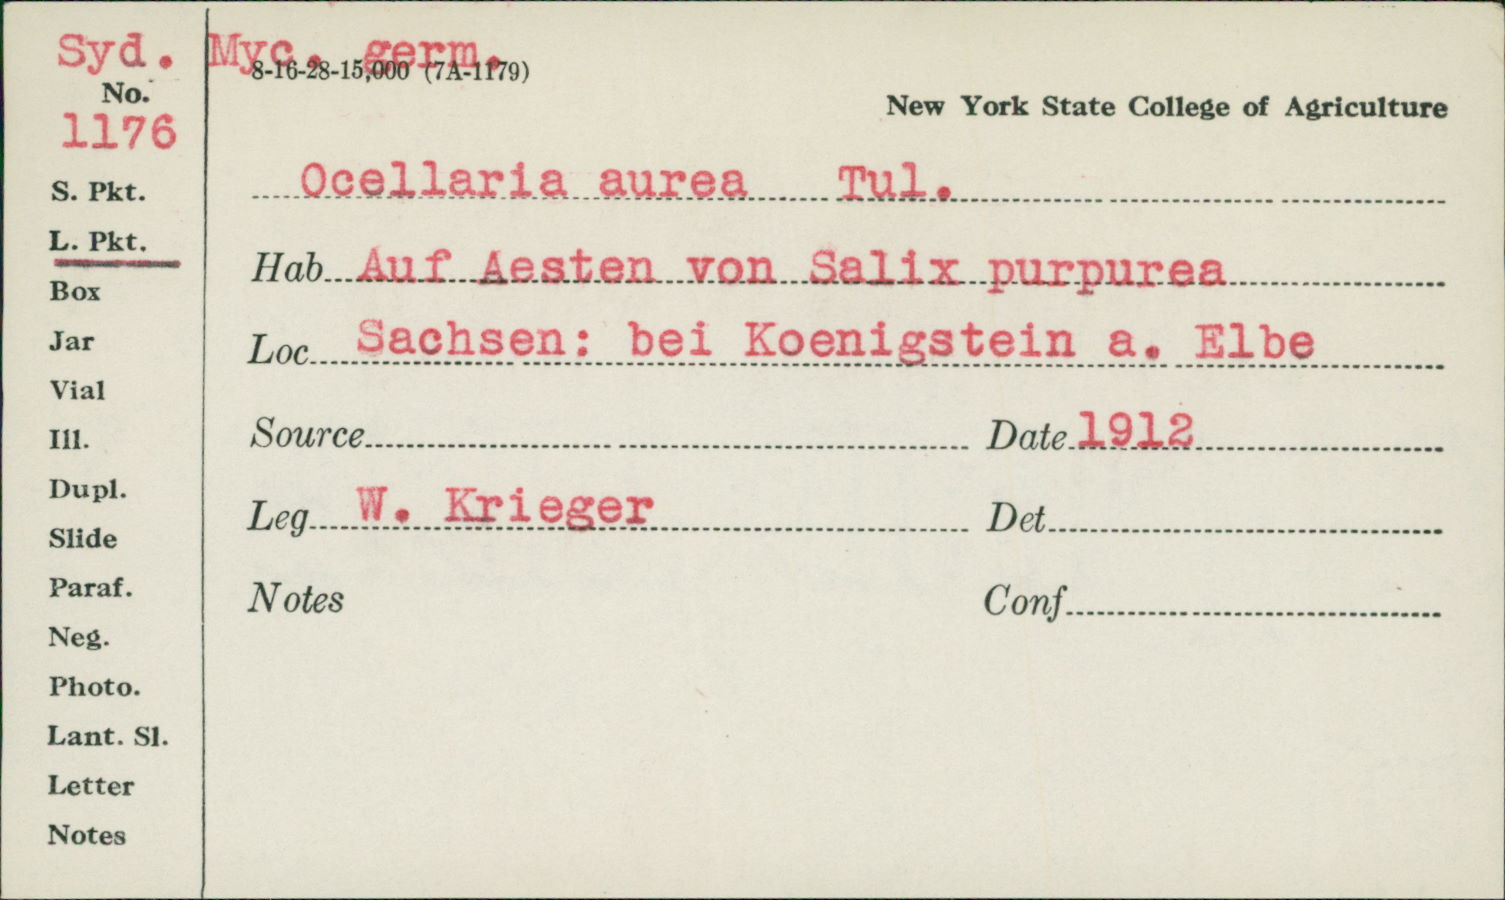 Syd. Myc. germ.
8-16-28-15,000 (7A-1179)
No.
1176
New York State College of Agriculture
S. Pkt.
L. Pkt.
Box
Jar
Vial
Ill.
Dupl.
Slide
Paraf.
Neg.
Photo.
Lant. Sl.
Letter
Notes
Ocellaria aurea Tul.
Hab. Auf Aesten von Salix purpurea
Loc. Sachsen: bei Koenigstein a. Elbe
Source Date 1912
Leg. W. Krieger Det.
Notes Conf.